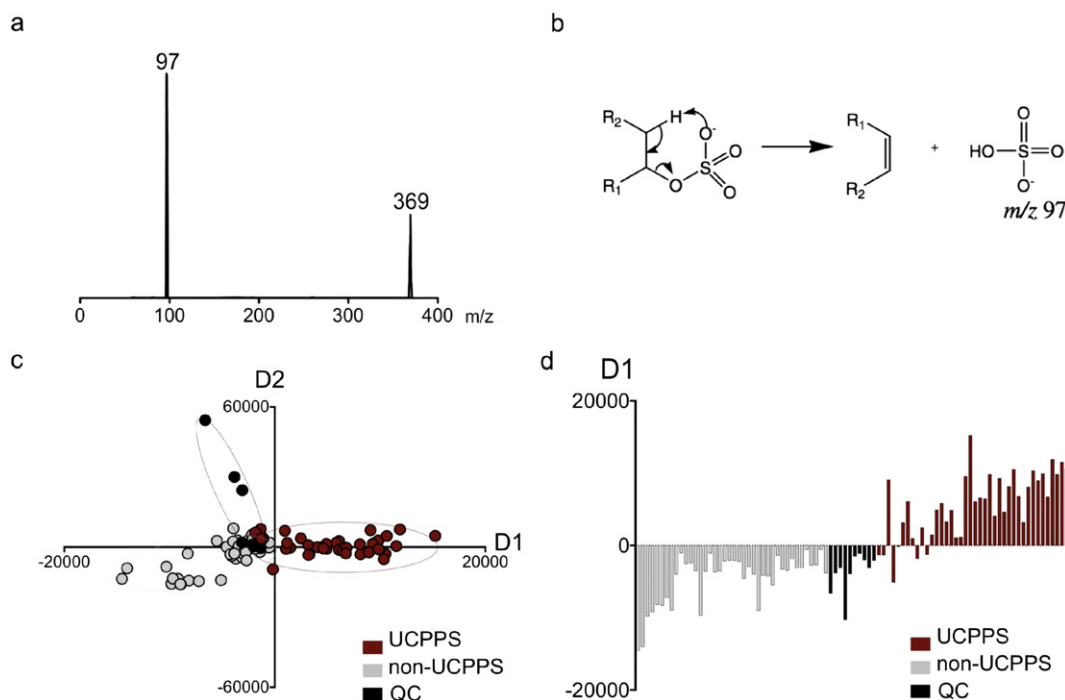 a
97
369
0
100
200
300
400
m/z
b
R2
H
O-
S
O
O
O
R1
R1
R2
+
O
HO
S
O
O-
m/z 97
c
D2
60000
-20000
D1
20000
-60000
UCPPS
non-UCPPS
QC
d
D1
20000
0
-20000
UCPPS
non-UCPPS
QC